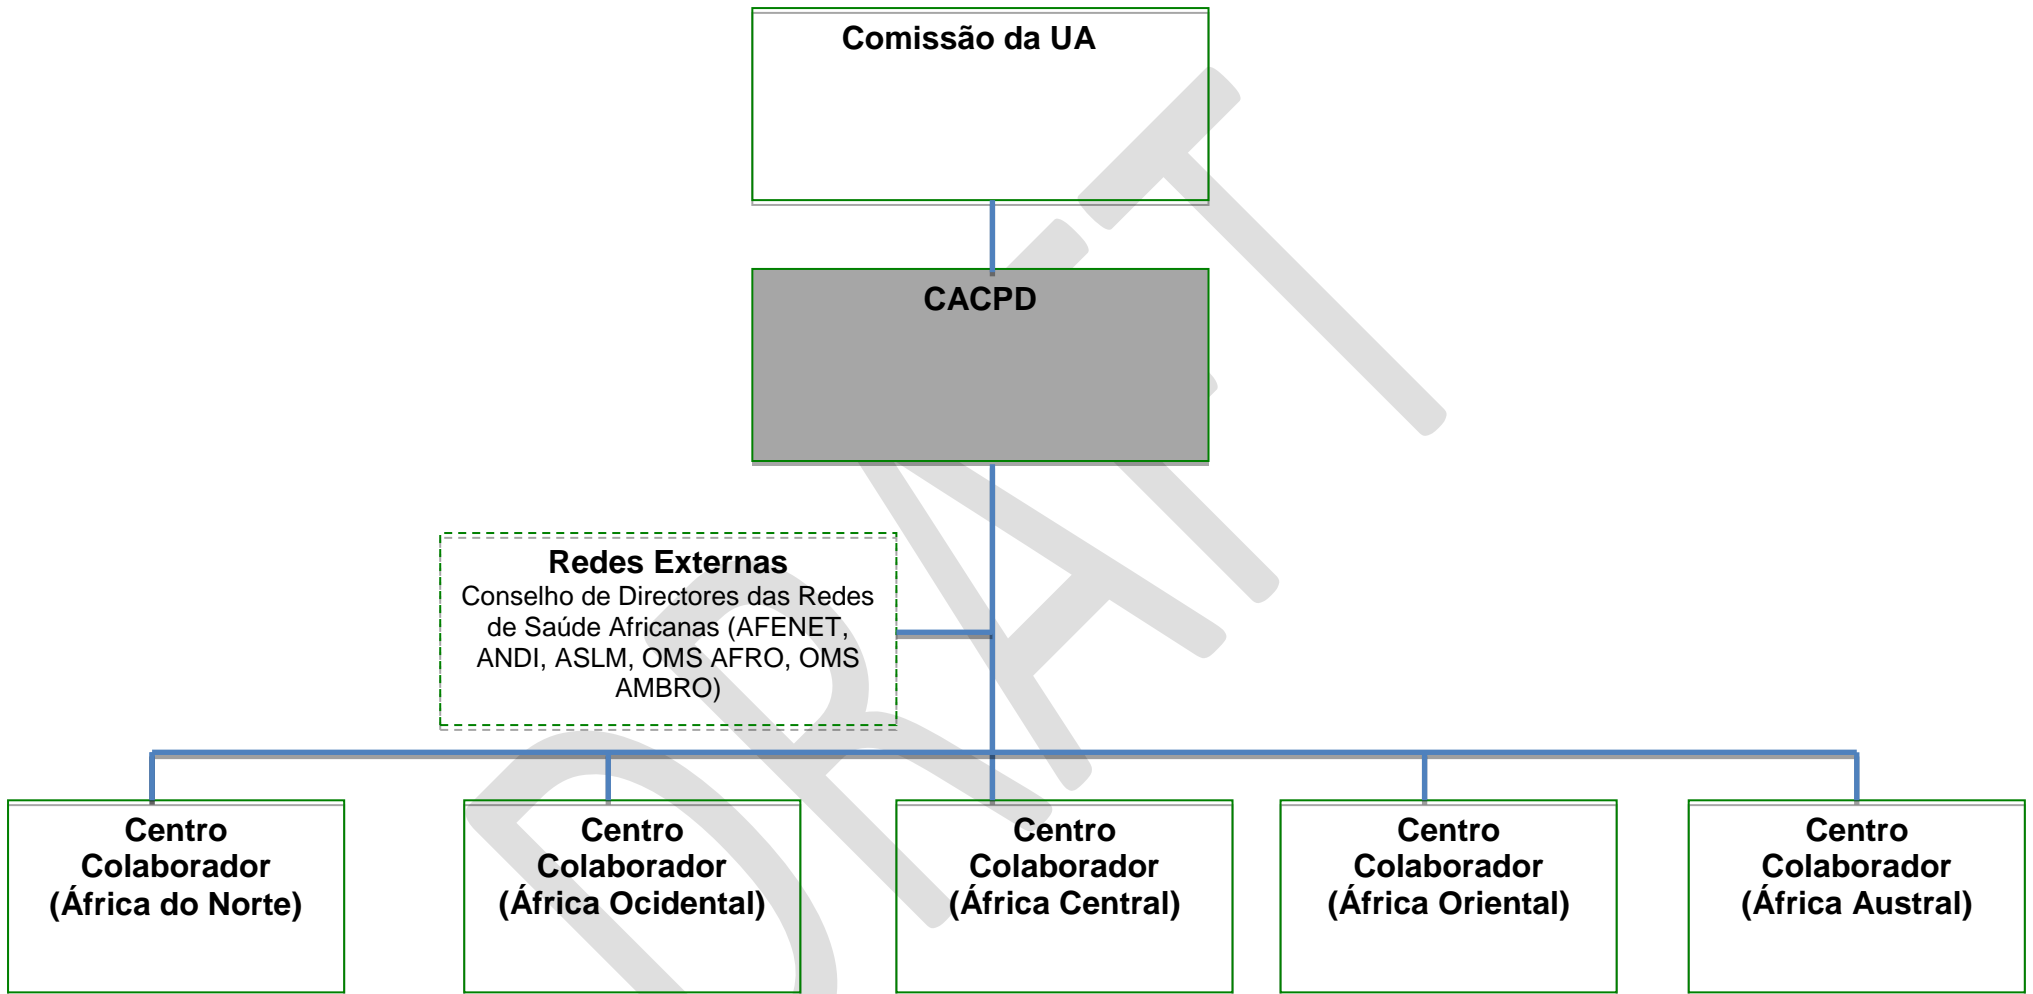 Comissão da UA
CACPD
Redes Externas
Conselho de Directores das Redes
de Saúde Africanas (AFENET,
ANDI, ASLM, OMS AFRO, OMS
AMBRO)
Centro
Colaborador
(África do Norte)
Centro
Colaborador
(África Ocidental)
Centro
Colaborador
(África Central)
Centro
Colaborador
(África Oriental)
Centro
Colaborador
(África Austral)
DRAFT